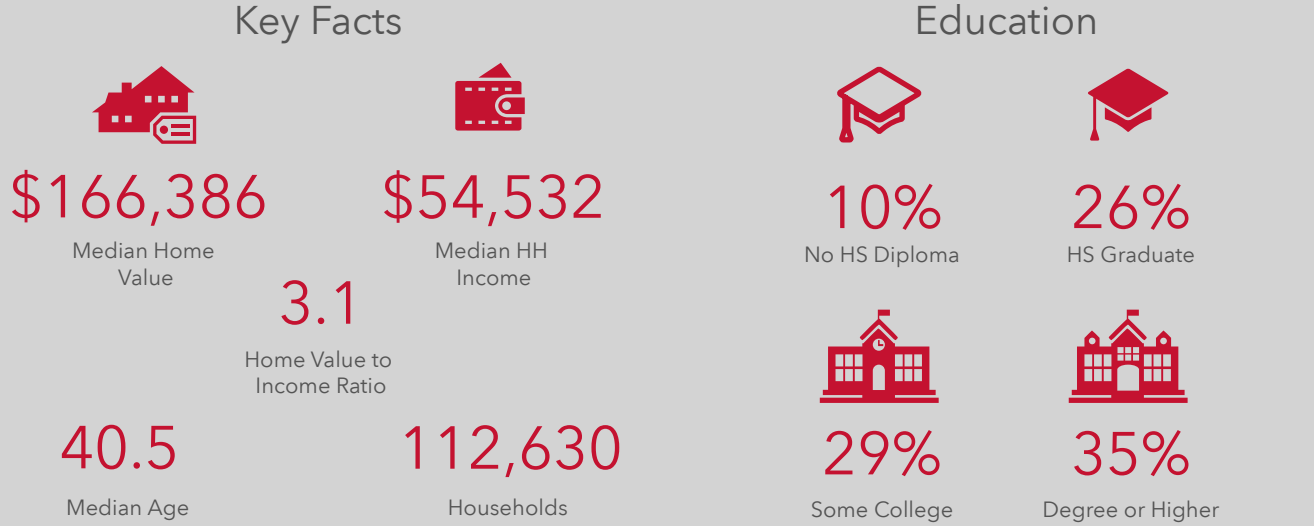 Key Facts
$166,386
Median Home
Value
$54,532
Median HH
Income
3.1
Home Value to
Income Ratio
40.5
Median Age
112,630
Households
Education
10%
No HS Diploma
26%
HS Graduate
29%
Some College
35%
Degree or Higher